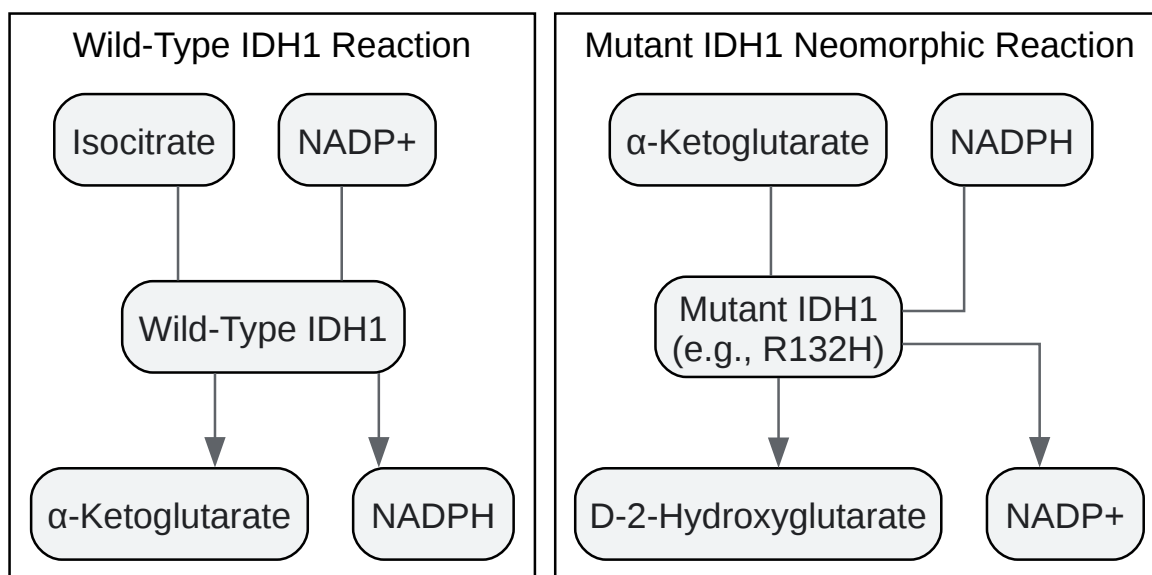 Wild-Type IDH1 Reaction
Isocitrate
NADP+
Wild-Type IDH1
α-Ketoglutarate
NADPH
Mutant IDH1 Neomorphic Reaction
α-Ketoglutarate
NADPH
Mutant IDH1
(e.g., R132H)
D-2-Hydroxyglutarate
NADP+